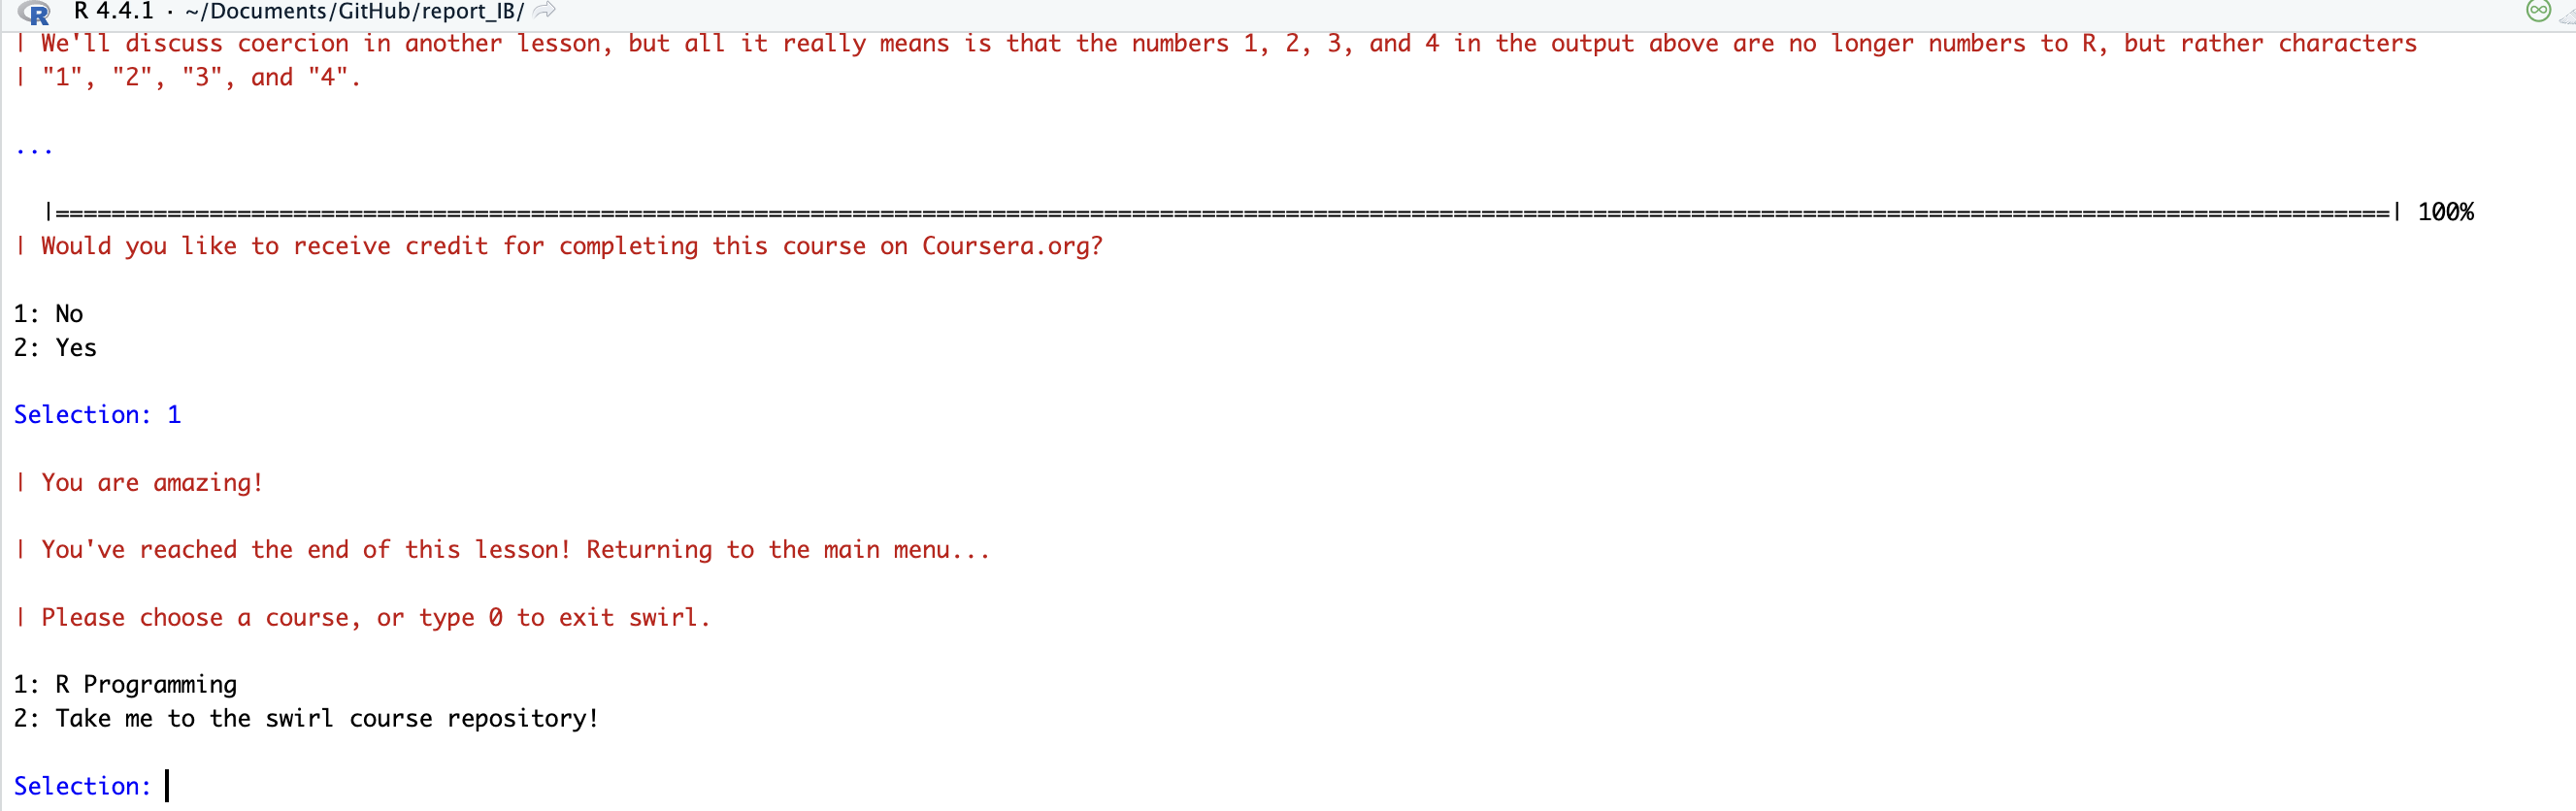 R 4.4.1 · ~/Documents/GitHub/report_IB/
| We'll discuss coercion in another lesson, but all it really means is that the numbers 1, 2, 3, and 4 in the output above are no longer numbers to R, but rather characters
| "1", "2", "3", and "4".
...
|=======================================================================================================================================================================| 100%
| Would you like to receive credit for completing this course on Coursera.org?
1: No
2: Yes
Selection: 1
| You are amazing!
| You've reached the end of this lesson! Returning to the main menu...
| Please choose a course, or type 0 to exit swirl.
1: R Programming
2: Take me to the swirl course repository!
Selection: